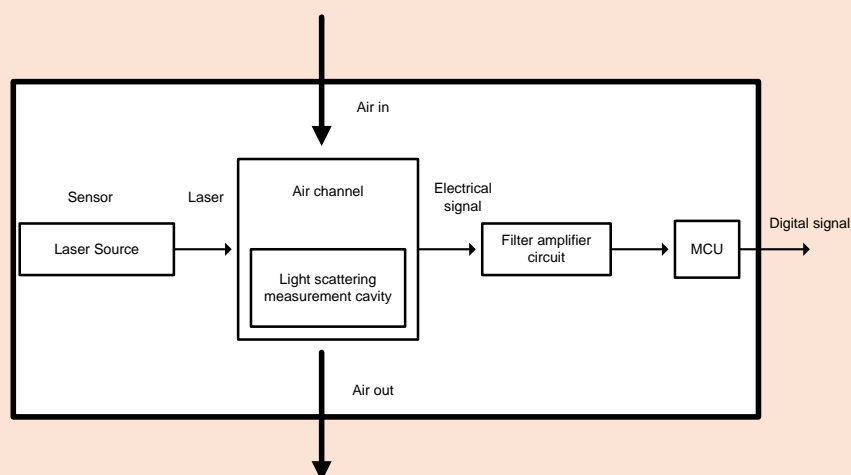 Air in
Sensor
Laser
Air channel
Electrical
signal
Digital signal
Laser Source
Filter amplifier
circuit
MCU
Light scattering
measurement cavity
Air out